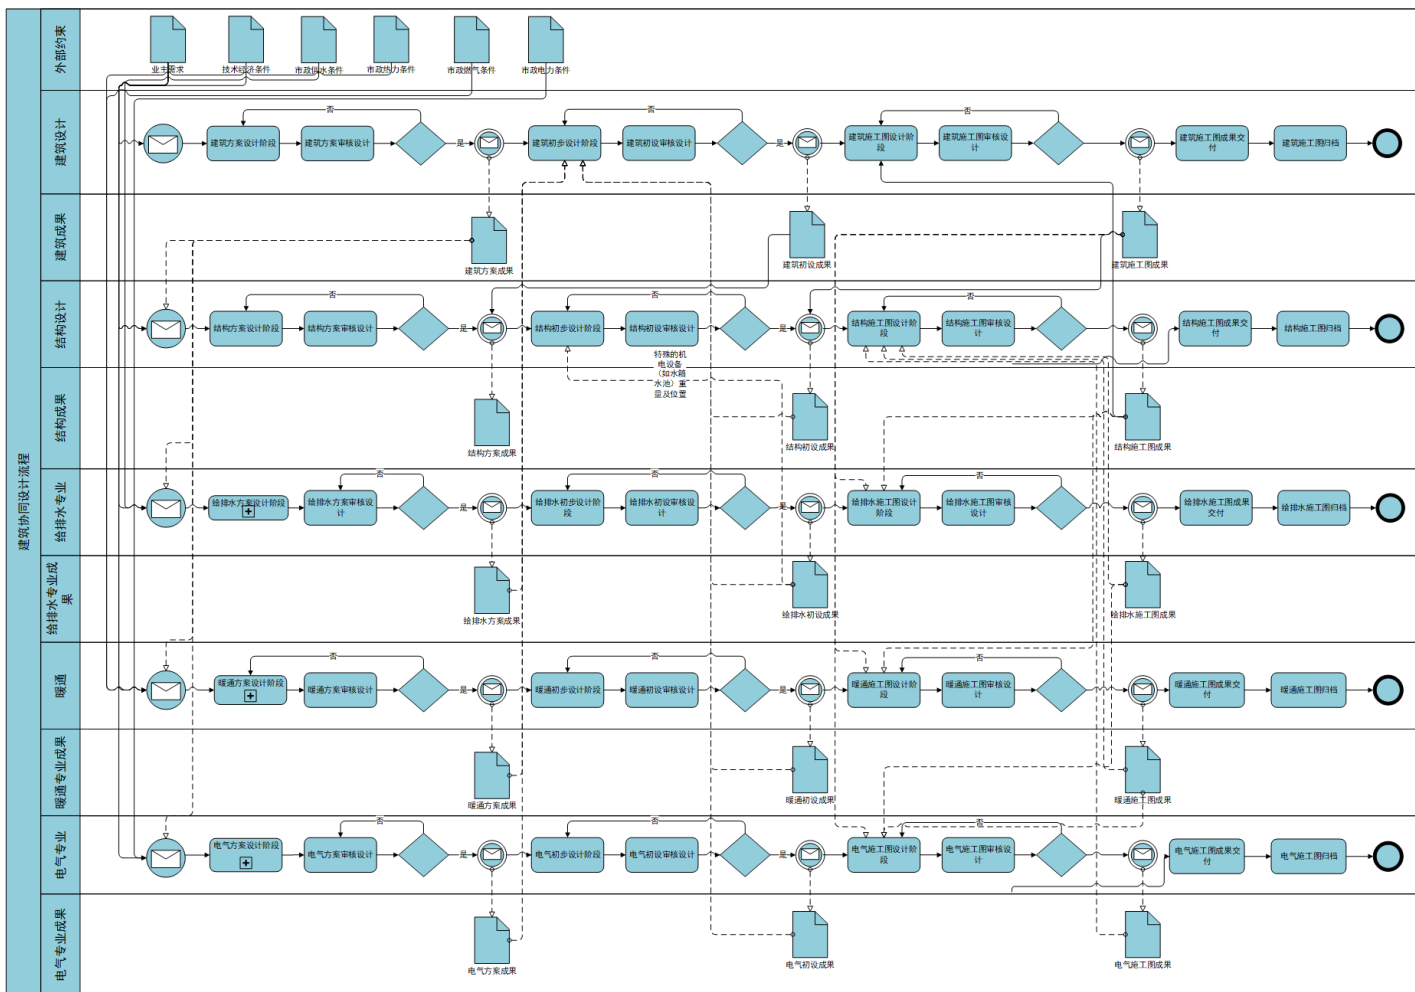 建筑协同设计流程
外部约束
业主需求
技术经济条件
市政供水条件
市政热力条件
市政燃气条件
市政电力条件
建筑设计
否
否
否
建筑方案设计阶段
建筑方案审核设计
是
建筑初步设计阶段
建筑初设审核设计
是
建筑施工图设计阶
段
建筑施工图审核设
计
建筑施工图成果交
付
建筑施工图归档
建筑成果
建筑方案成果
建筑初设成果
建筑施工图成果
结构设计
否
否
否
结构方案设计阶段
结构方案审核设计
是
结构初步设计阶段
结构初设审核设计
是
结构施工图设计阶
段
结构施工图审核设
计
结构施工图成果交
付
结构施工图归档
特殊的机
电设备
（如水箱
水池）重
量及位置
结构成果
结构方案成果
结构初设成果
结构施工图成果
给排水专业
否
否
否
给排水方案设计阶段
给排水方案审核设
计
是
给排水初步设计阶
段
给排水初设审核设
计
是
给排水施工图设计
阶段
给排水施工图审核
设计
给排水施工图成果
交付
给排水施工图归档
给排水专业成
果
给排水方案成果
给排水初设成果
给排水施工图成果
暖通
否
否
否
暖通方案设计阶段
暖通方案审核设计
是
暖通初步设计阶段
暖通初设审核设计
是
暖通施工图设计阶
段
暖通施工图审核设
计
暖通施工图成果交
付
暖通施工图归档
暖通专业成果
暖通方案成果
暖通初设成果
暖通施工图成果
电气专业
否
否
否
电气方案设计阶段
电气方案审核设计
是
电气初步设计阶段
电气初设审核设计
是
电气施工图设计阶
段
电气施工图审核设
计
电气施工图成果交
付
电气施工图归档
电气专业成果
电气方案成果
电气初设成果
电气施工图成果